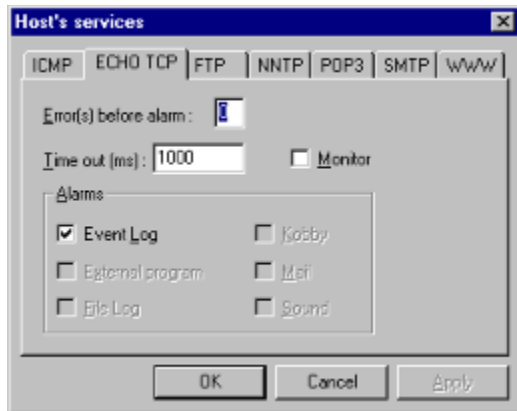 Host's services
ICMP ECHO TCP FTP NNTP POP3 SMTP WWW
Error(s) before alarm : 0
Time out (ms) : 1000 Monitor
Alarms
Event Log Kobby
External program Mail
File Log Sound
OK Cancel Apply